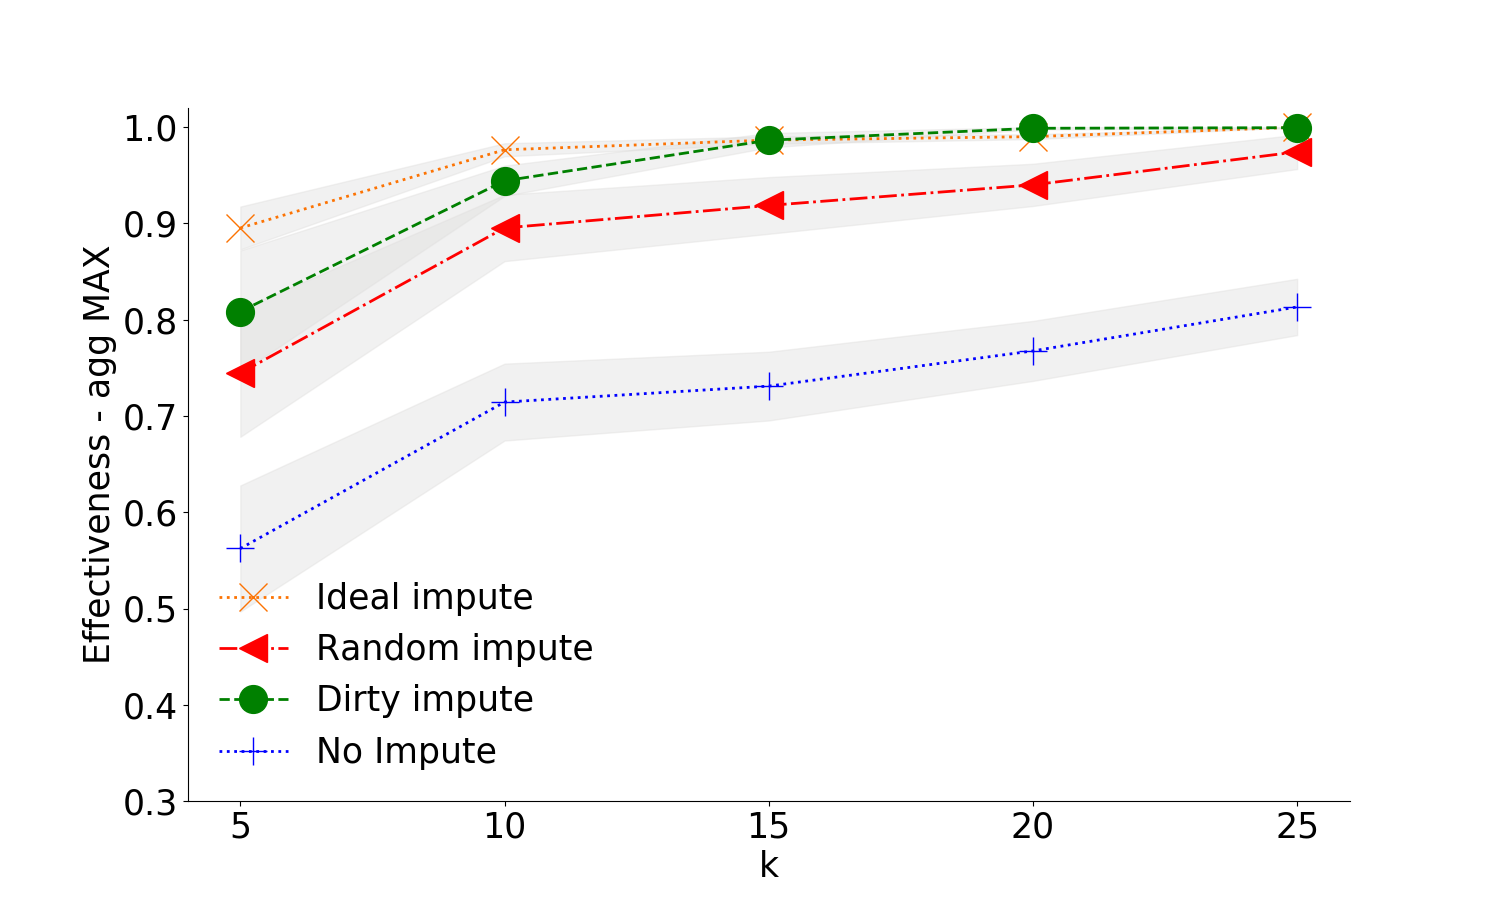 Effectiveness - agg MAX
1.0
0.9
0.8
0.7
0.6
0.5
0.4
0.3
Ideal impute
Random impute
Dirty impute
No Impute
5 10 15 20 25
k